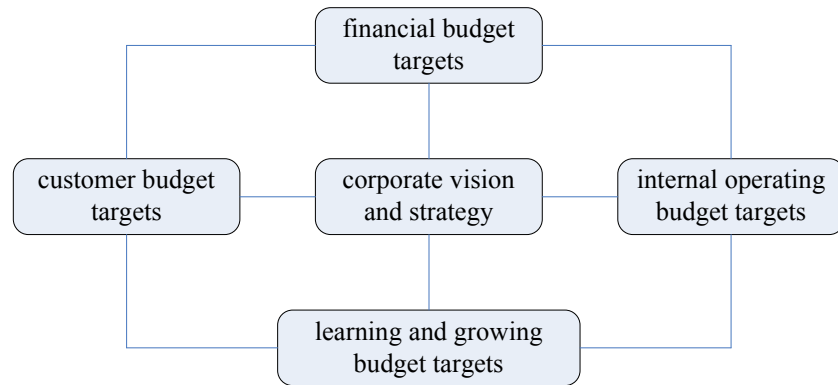 financial budget
targets
customer budget
targets
corporate vision
and strategy
internal operating
budget targets
learning and growing
budget targets